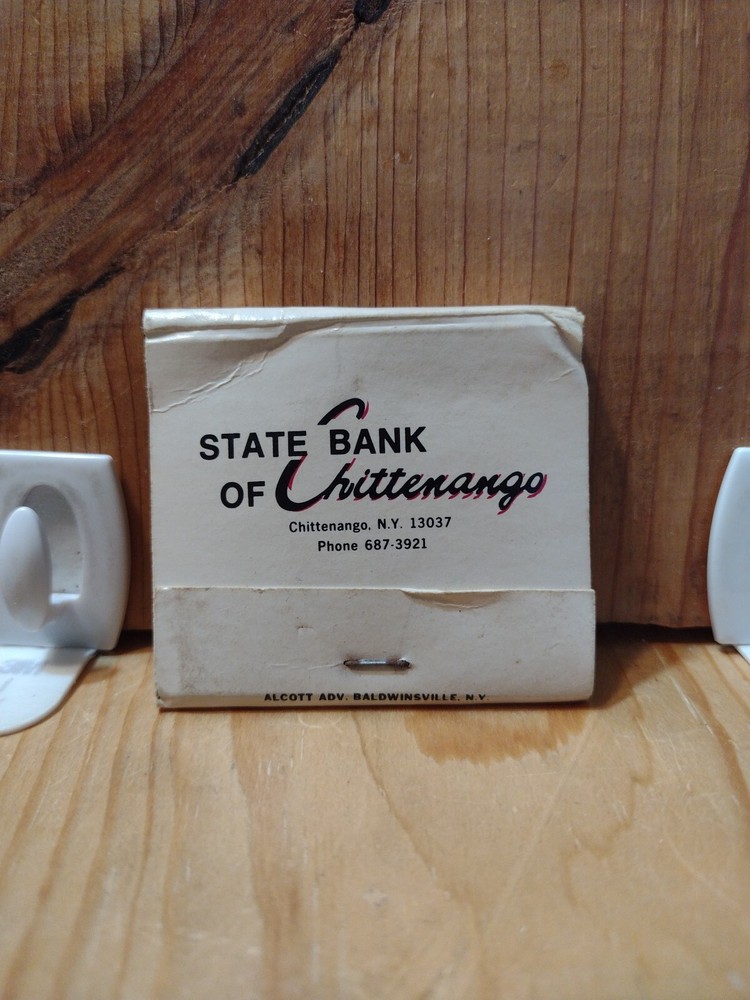 STATE BANK
OF Chittenango
Chittenango, N.Y. 13037
Phone 687-3921
ALCOTT ADV. BALDWINSVILLE, N.Y.